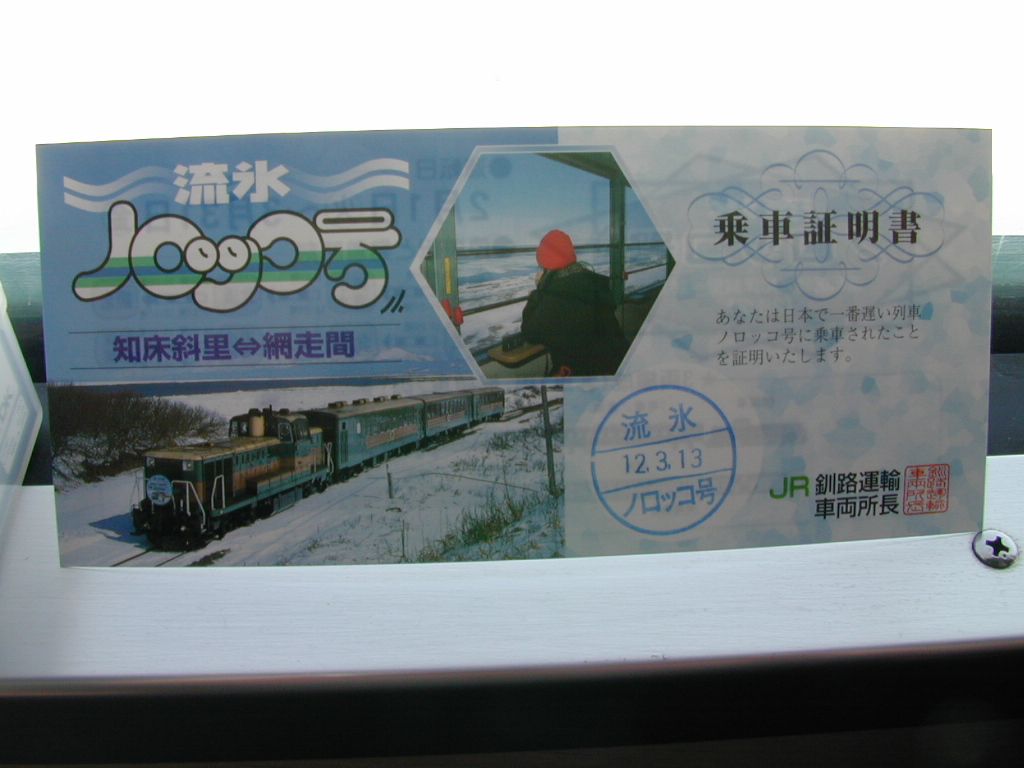 流氷
ノロッコ号
知床斜里⇔網走間
乗車証明書
あなたは日本で一番遅い列車
ノロッコ号に乗車されたこと
を証明いたします。
流氷
12.3.13
ノロッコ号
JR 釧路運輸
車両所長